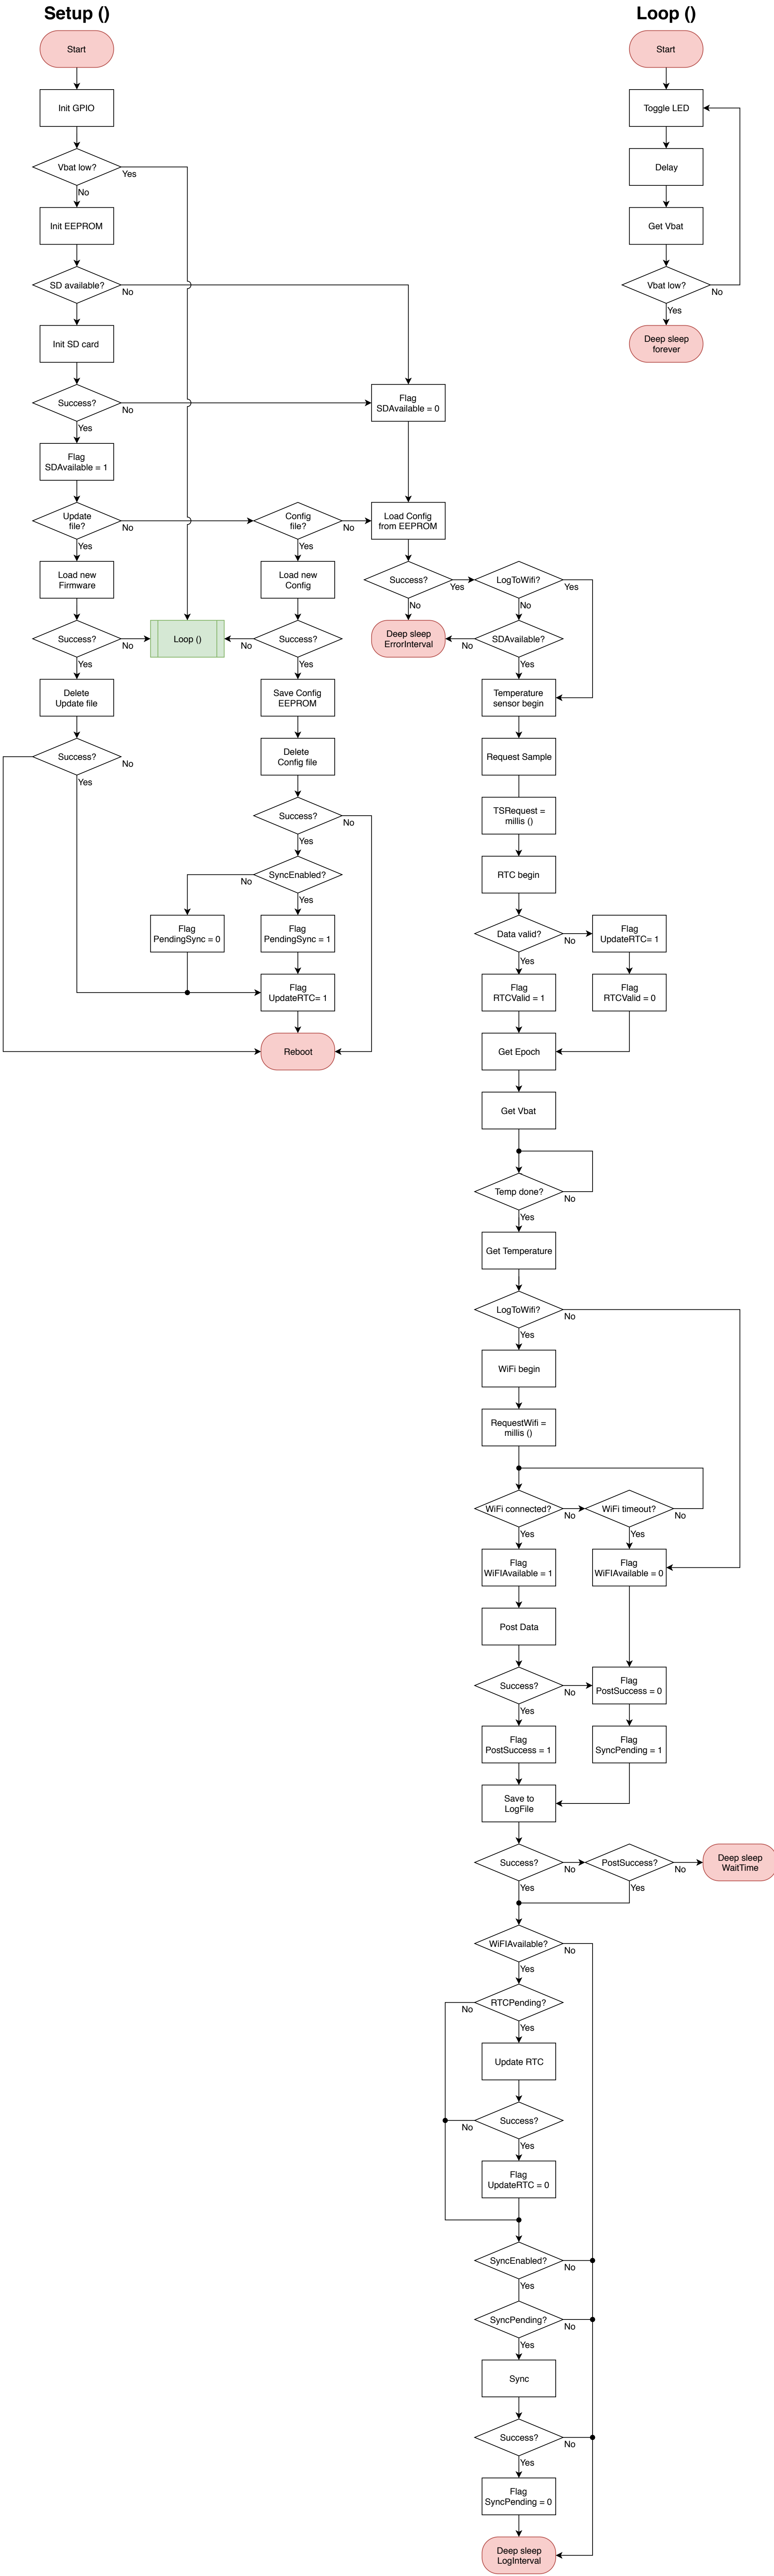 Setup ()
Loop ()
Start
Start
Init GPIO
Toggle LED
Vbat low?
Yes
No
Delay
Init EEPROM
Get Vbat
SD available?
No
Vbat low?
No
Yes
Init SD card
Deep sleep
forever
Success?
No
Yes
Flag
SDAvailable = 0
Flag
SDAvailable = 1
Update
file?
No
Yes
Config
file?
No
Yes
Load Config
from EEPROM
Load new
Firmware
Load new
Config
Success?
Yes
No
LogToWifi?
Yes
No
Success?
No
Yes
Loop ()
Success?
No
Yes
Deep sleep
ErrorInterval
SDAvailable?
No
Yes
Delete
Update file
Save Config
EEPROM
Temperature
sensor begin
Success?
No
Yes
Delete
Config file
Request Sample
Success?
No
Yes
TSRequest =
millis ()
SyncEnabled?
No
Yes
RTC begin
Flag
PendingSync = 0
Flag
PendingSync = 1
Data valid?
No
Yes
Flag
UpdateRTC= 1
Flag
UpdateRTC= 1
Flag
RTCValid = 1
Flag
RTCValid = 0
Reboot
Get Epoch
Get Vbat
Temp done?
No
Yes
Get Temperature
LogToWifi?
No
Yes
WiFi begin
RequestWifi =
millis ()
WiFi connected?
No
Yes
WiFi timeout?
No
Yes
Flag
WiFIAvailable = 1
Flag
WiFIAvailable = 0
Post Data
Success?
No
Yes
Flag
PostSuccess = 0
Flag
PostSuccess = 1
Flag
SyncPending = 1
Save to
LogFile
Success?
No
Yes
PostSuccess?
No
Yes
Deep sleep
WaitTime
WiFIAvailable?
No
Yes
RTCPending?
No
Yes
Update RTC
Success?
No
Yes
Flag
UpdateRTC = 0
SyncEnabled?
No
Yes
SyncPending?
No
Yes
Sync
Success?
No
Yes
Flag
SyncPending = 0
Deep sleep
LogInterval